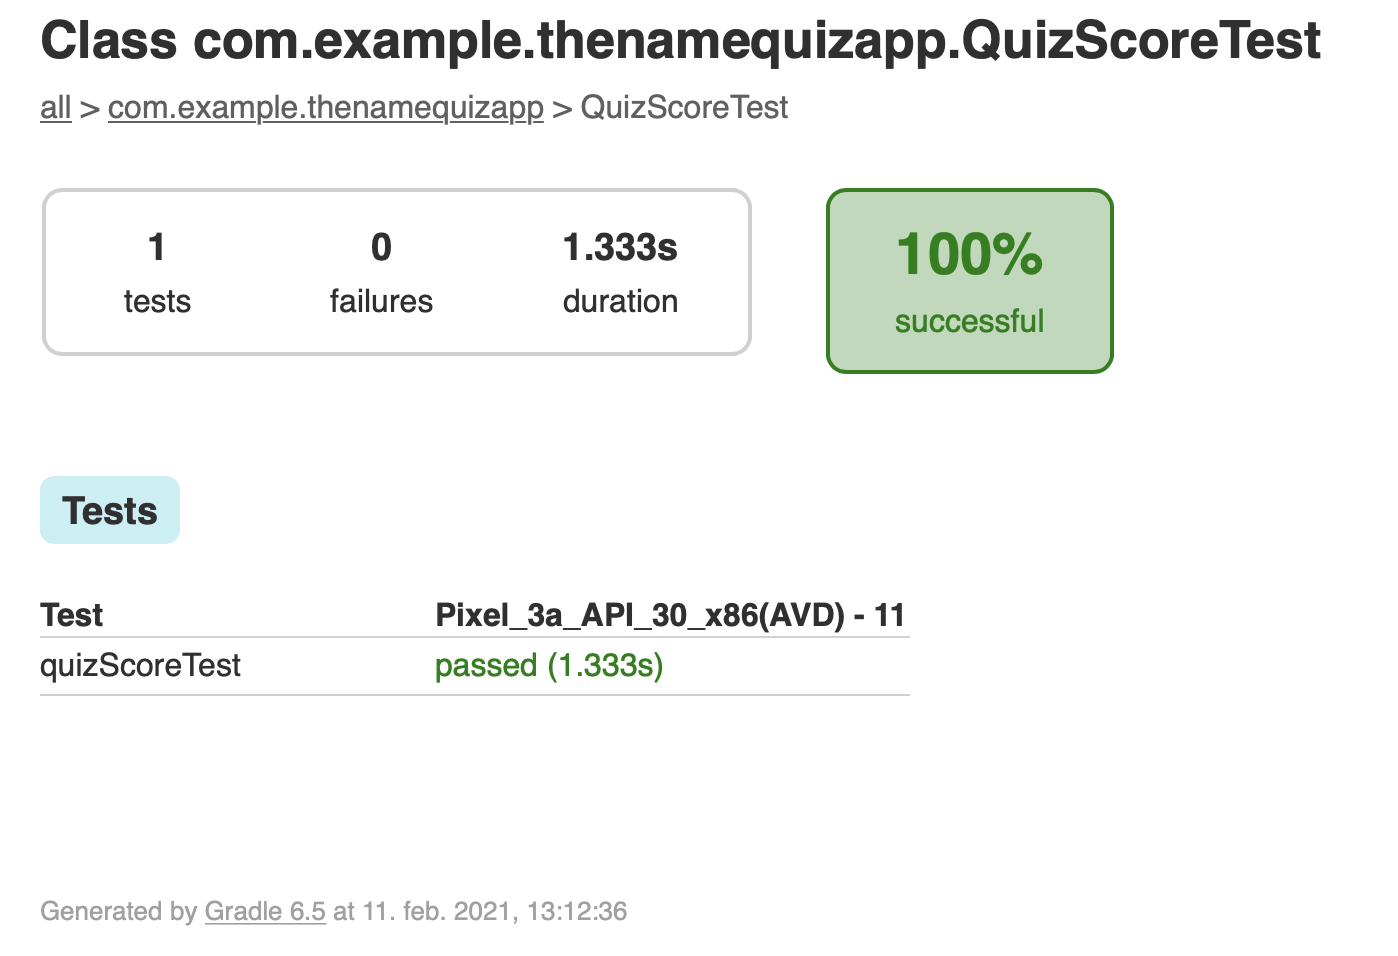 Class com.example.thenamequizapp.QuizScoreTest
all > com.example.thenamequizapp > QuizScoreTest
1 0 1.333s
tests failures duration
100%
successful
Tests
Test Pixel_3a_API_30_x86(AVD) - 11
quizScoreTest passed (1.333s)
Generated by Gradle 6.5 at 11. feb. 2021, 13:12:36